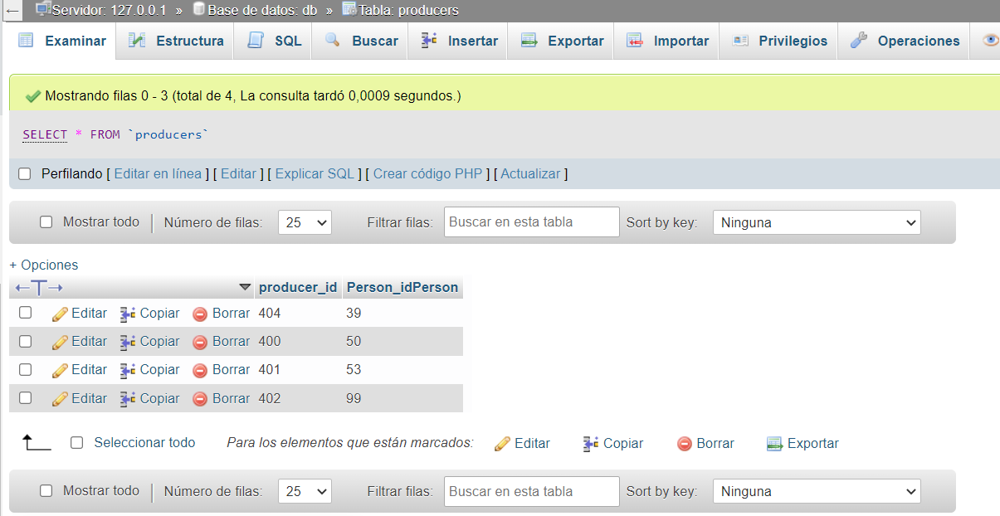 Servidor: 127.0.0.1 » Base de datos: db » Tabla: producers
Examinar Estructura SQL Buscar Insertar Exportar Importar Privilegios Operaciones
Mostrando filas 0 - 3 (total de 4, La consulta tardó 0,0009 segundos.)
SELECT * FROM `producers`
Perfilando [ Editar en línea ] [ Editar ] [ Explicar SQL ] [ Crear código PHP ] [ Actualizar ]
Mostrar todo Número de filas: 25 Filtrar filas: Buscar en esta tabla Sort by key: Ninguna
+ Opciones
←T→ producer_id Person_idPerson
Editar Copiar Borrar 404 39
Editar Copiar Borrar 400 50
Editar Copiar Borrar 401 53
Editar Copiar Borrar 402 99
Seleccionar todo Para los elementos que están marcados: Editar Copiar Borrar Exportar
Mostrar todo Número de filas: 25 Filtrar filas: Buscar en esta tabla Sort by key: Ninguna